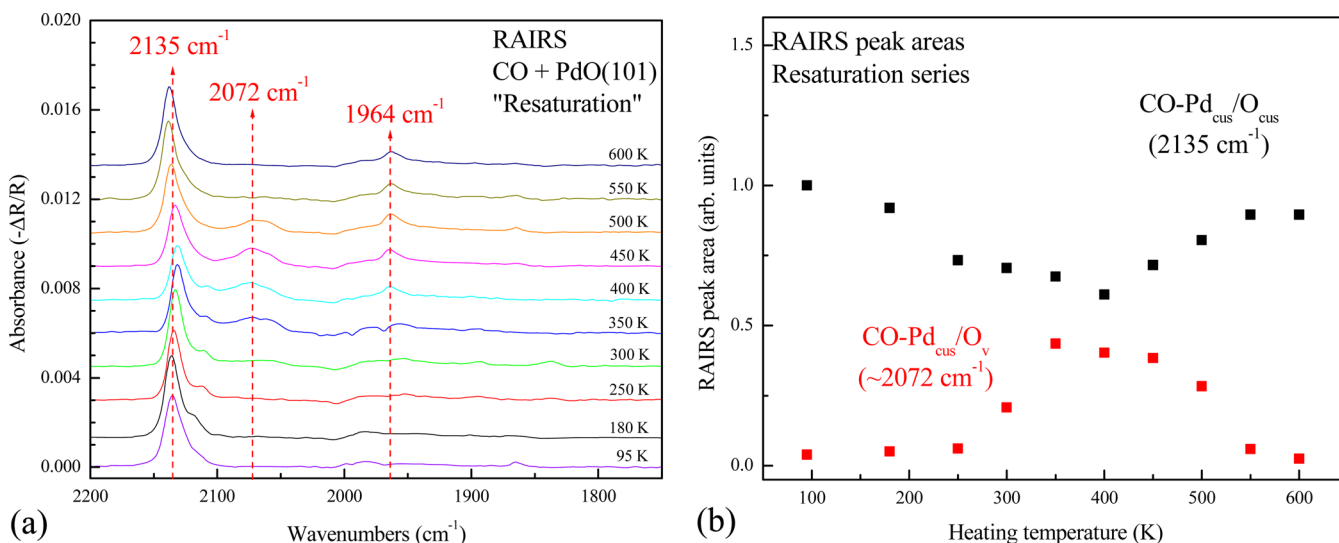 0.020
0.016
0.012
0.008
0.004
0.000
Absorbance (-ΔR/R)
2135 cm⁻¹
2072 cm⁻¹
1964 cm⁻¹
RAIRS
CO + PdO(101)
"Resaturation"
600 K
550 K
500 K
450 K
400 K
350 K
300 K
250 K
180 K
95 K
2200
2100
2000
1900
1800
Wavenumbers (cm⁻¹)
(a)
1.5
1.0
0.5
0.0
RAIRS peak area (arb. units)
RAIRS peak areas
Resaturation series
CO-Pd_cus/O_cus
(2135 cm⁻¹)
CO-Pd_cus/O_v
(~2072 cm⁻¹)
100
200
300
400
500
600
Heating temperature (K)
(b)